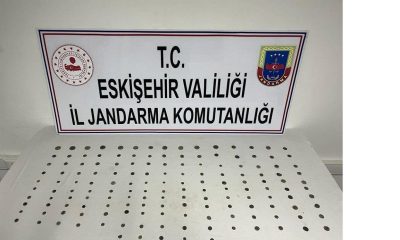 T.C.
ESKİŞEHİR VALİLİĞİ
İL JANDARMA KOMUTANLIĞI